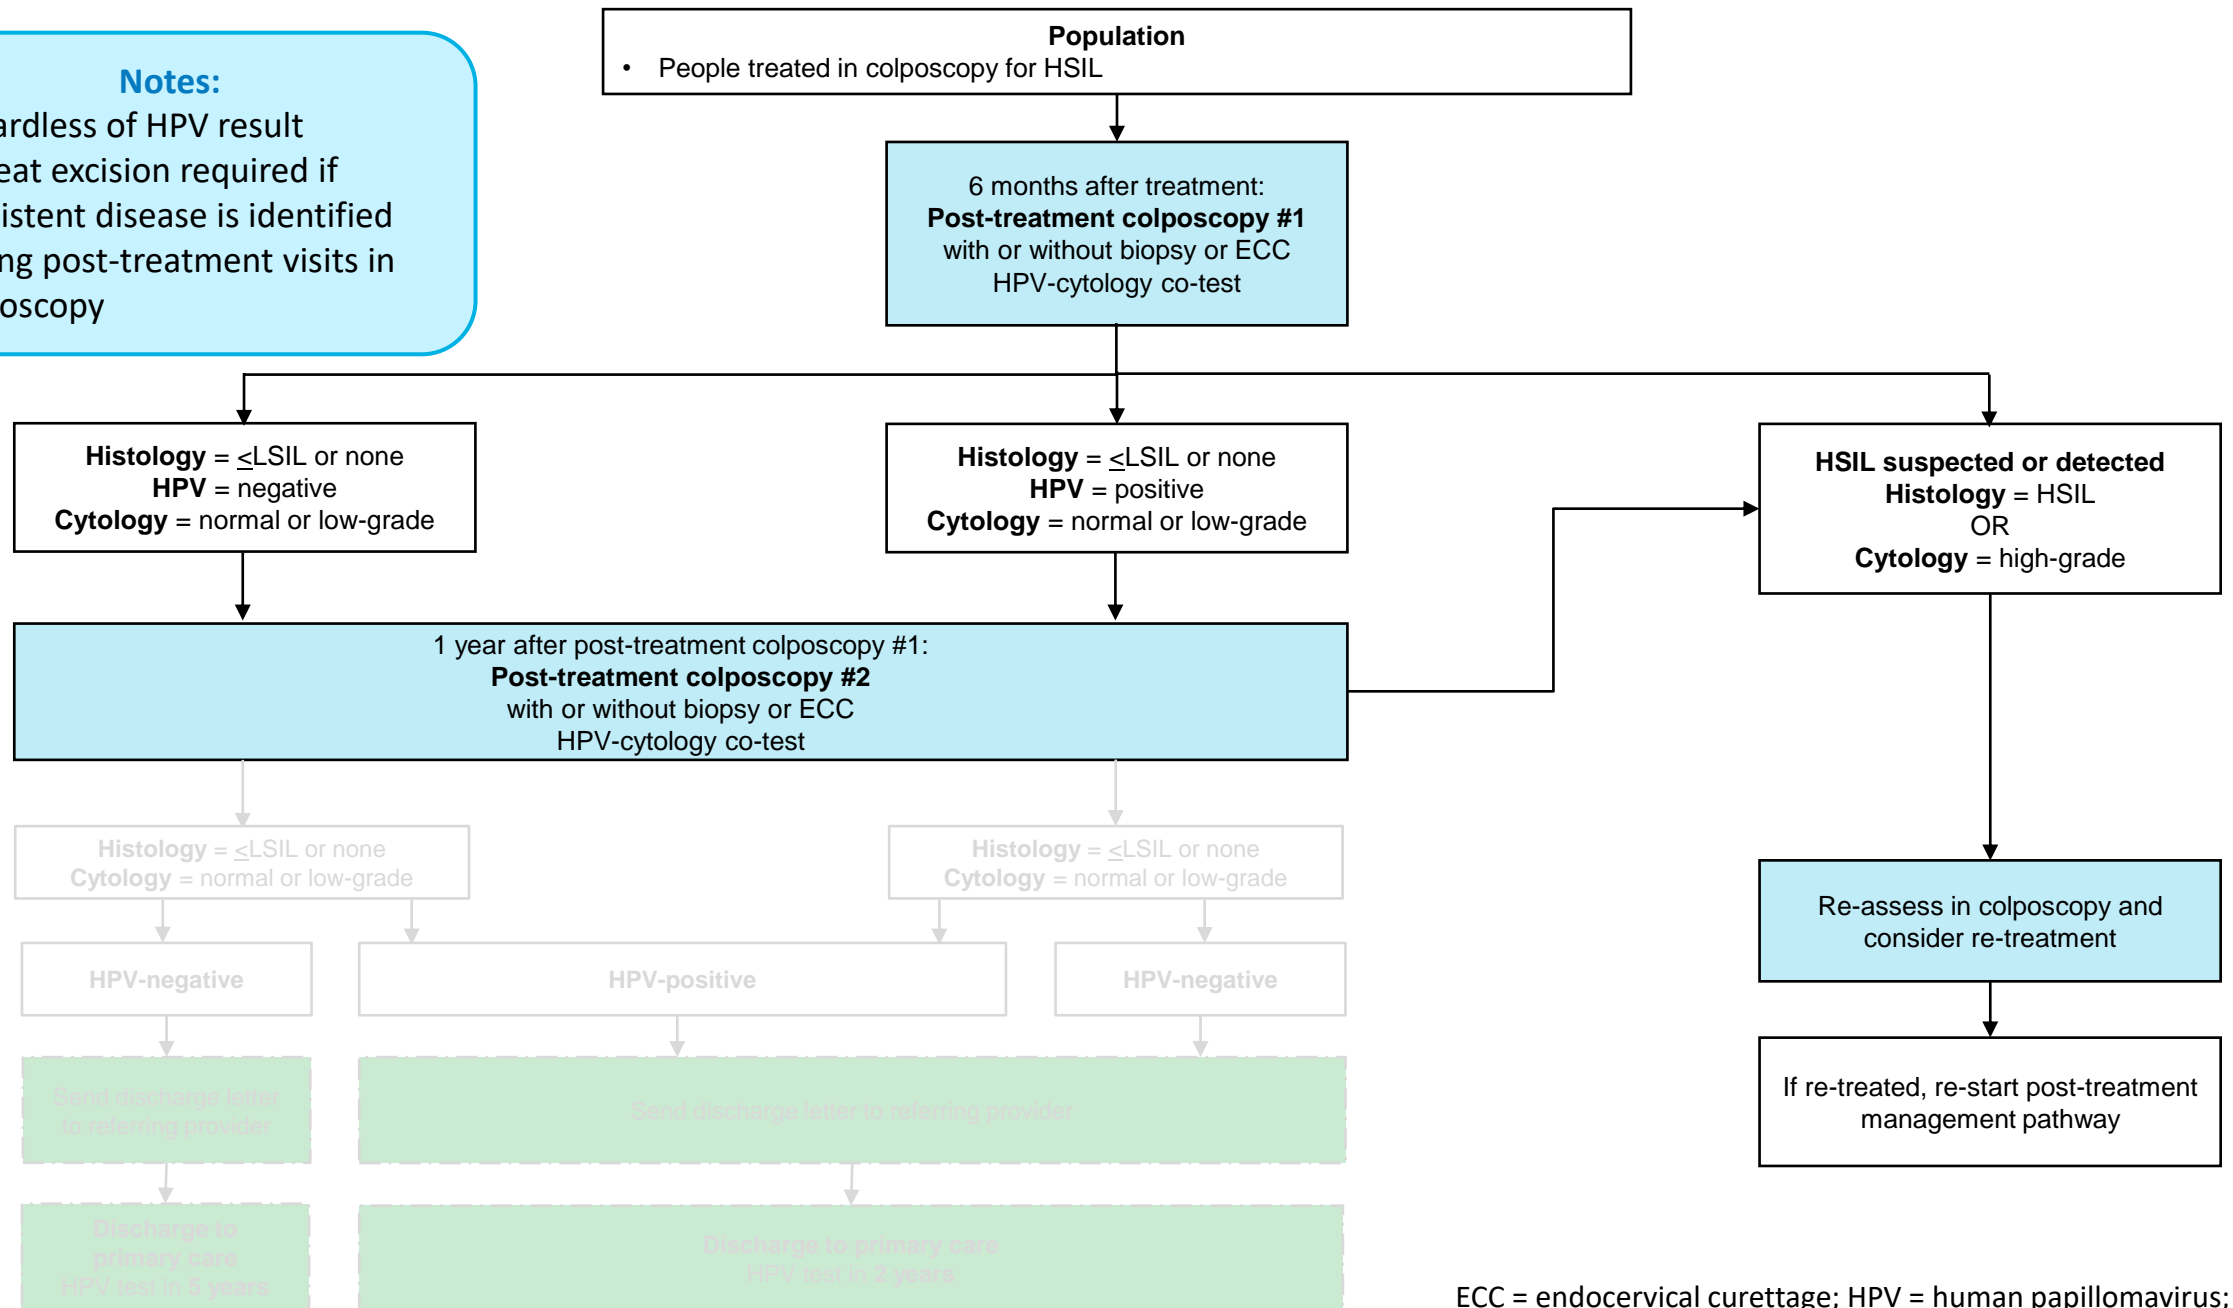 Population
• People treated in colposcopy for HSIL
Notes:
ardless of HPV result
eat excision required if
istent disease is identified
ng post-treatment visits in
oscopy
6 months after treatment:
Post-treatment colposcopy #1
with or without biopsy or ECC
HPV-cytology co-test
Histology = <LSIL or none
HPV = negative
Cytology = normal or low-grade
Histology = <LSIL or none
HPV = positive
Cytology = normal or low-grade
HSIL suspected or detected
Histology = HSIL
OR
Cytology = high-grade
1 year after post-treatment colposcopy #1:
Post-treatment colposcopy #2
with or without biopsy or ECC
HPV-cytology co-test
Histology = <LSIL or none
Cytology = normal or low-grade
Histology = <LSIL or none
Cytology = normal or low-grade
Re-assess in colposcopy and
consider re-treatment
HPV-negative
HPV-positive
HPV-negative
Send discharge letter
to referring provider
Send discharge letter to referring provider
If re-treated, re-start post-treatment
management pathway
Discharge to
primary care
HPV test in 5 years
Discharge to primary care
HPV test in 2 years
ECC = endocervical curettage; HPV = human papillomavirus;